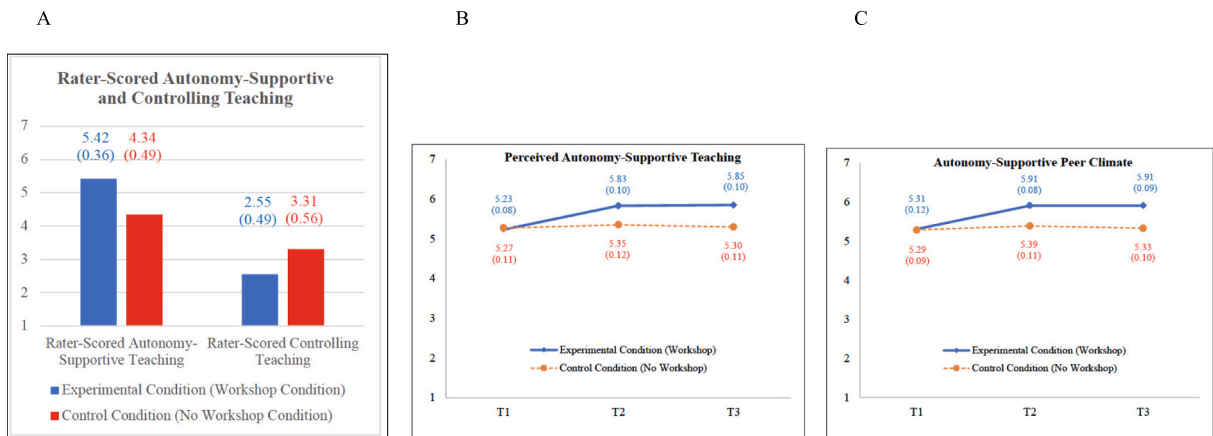 A
B
C
Rater-Scored Autonomy-Supportive
and Controlling Teaching
7
6
5
4
3
2
1
5.42
(0.36)
4.34
(0.49)
2.55
(0.49)
3.31
(0.56)
Rater-Scored Autonomy-
Supportive Teaching
Rater-Scored Controlling
Teaching
Experimental Condition (Workshop Condition)
Control Condition (No Workshop Condition)
Perceived Autonomy-Supportive Teaching
7
6
5
4
3
2
1
5.23
(0.08)
5.83
(0.10)
5.85
(0.10)
5.27
(0.11)
5.35
(0.12)
5.30
(0.11)
Experimental Condition (Workshop)
Control Condition (No Workshop)
T1
T2
T3
Autonomy-Supportive Peer Climate
7
6
5
4
3
2
1
5.31
(0.12)
5.91
(0.08)
5.91
(0.09)
5.29
(0.09)
5.39
(0.11)
5.33
(0.10)
Experimental Condition (Workshop)
Control Condition (No Workshop)
T1
T2
T3